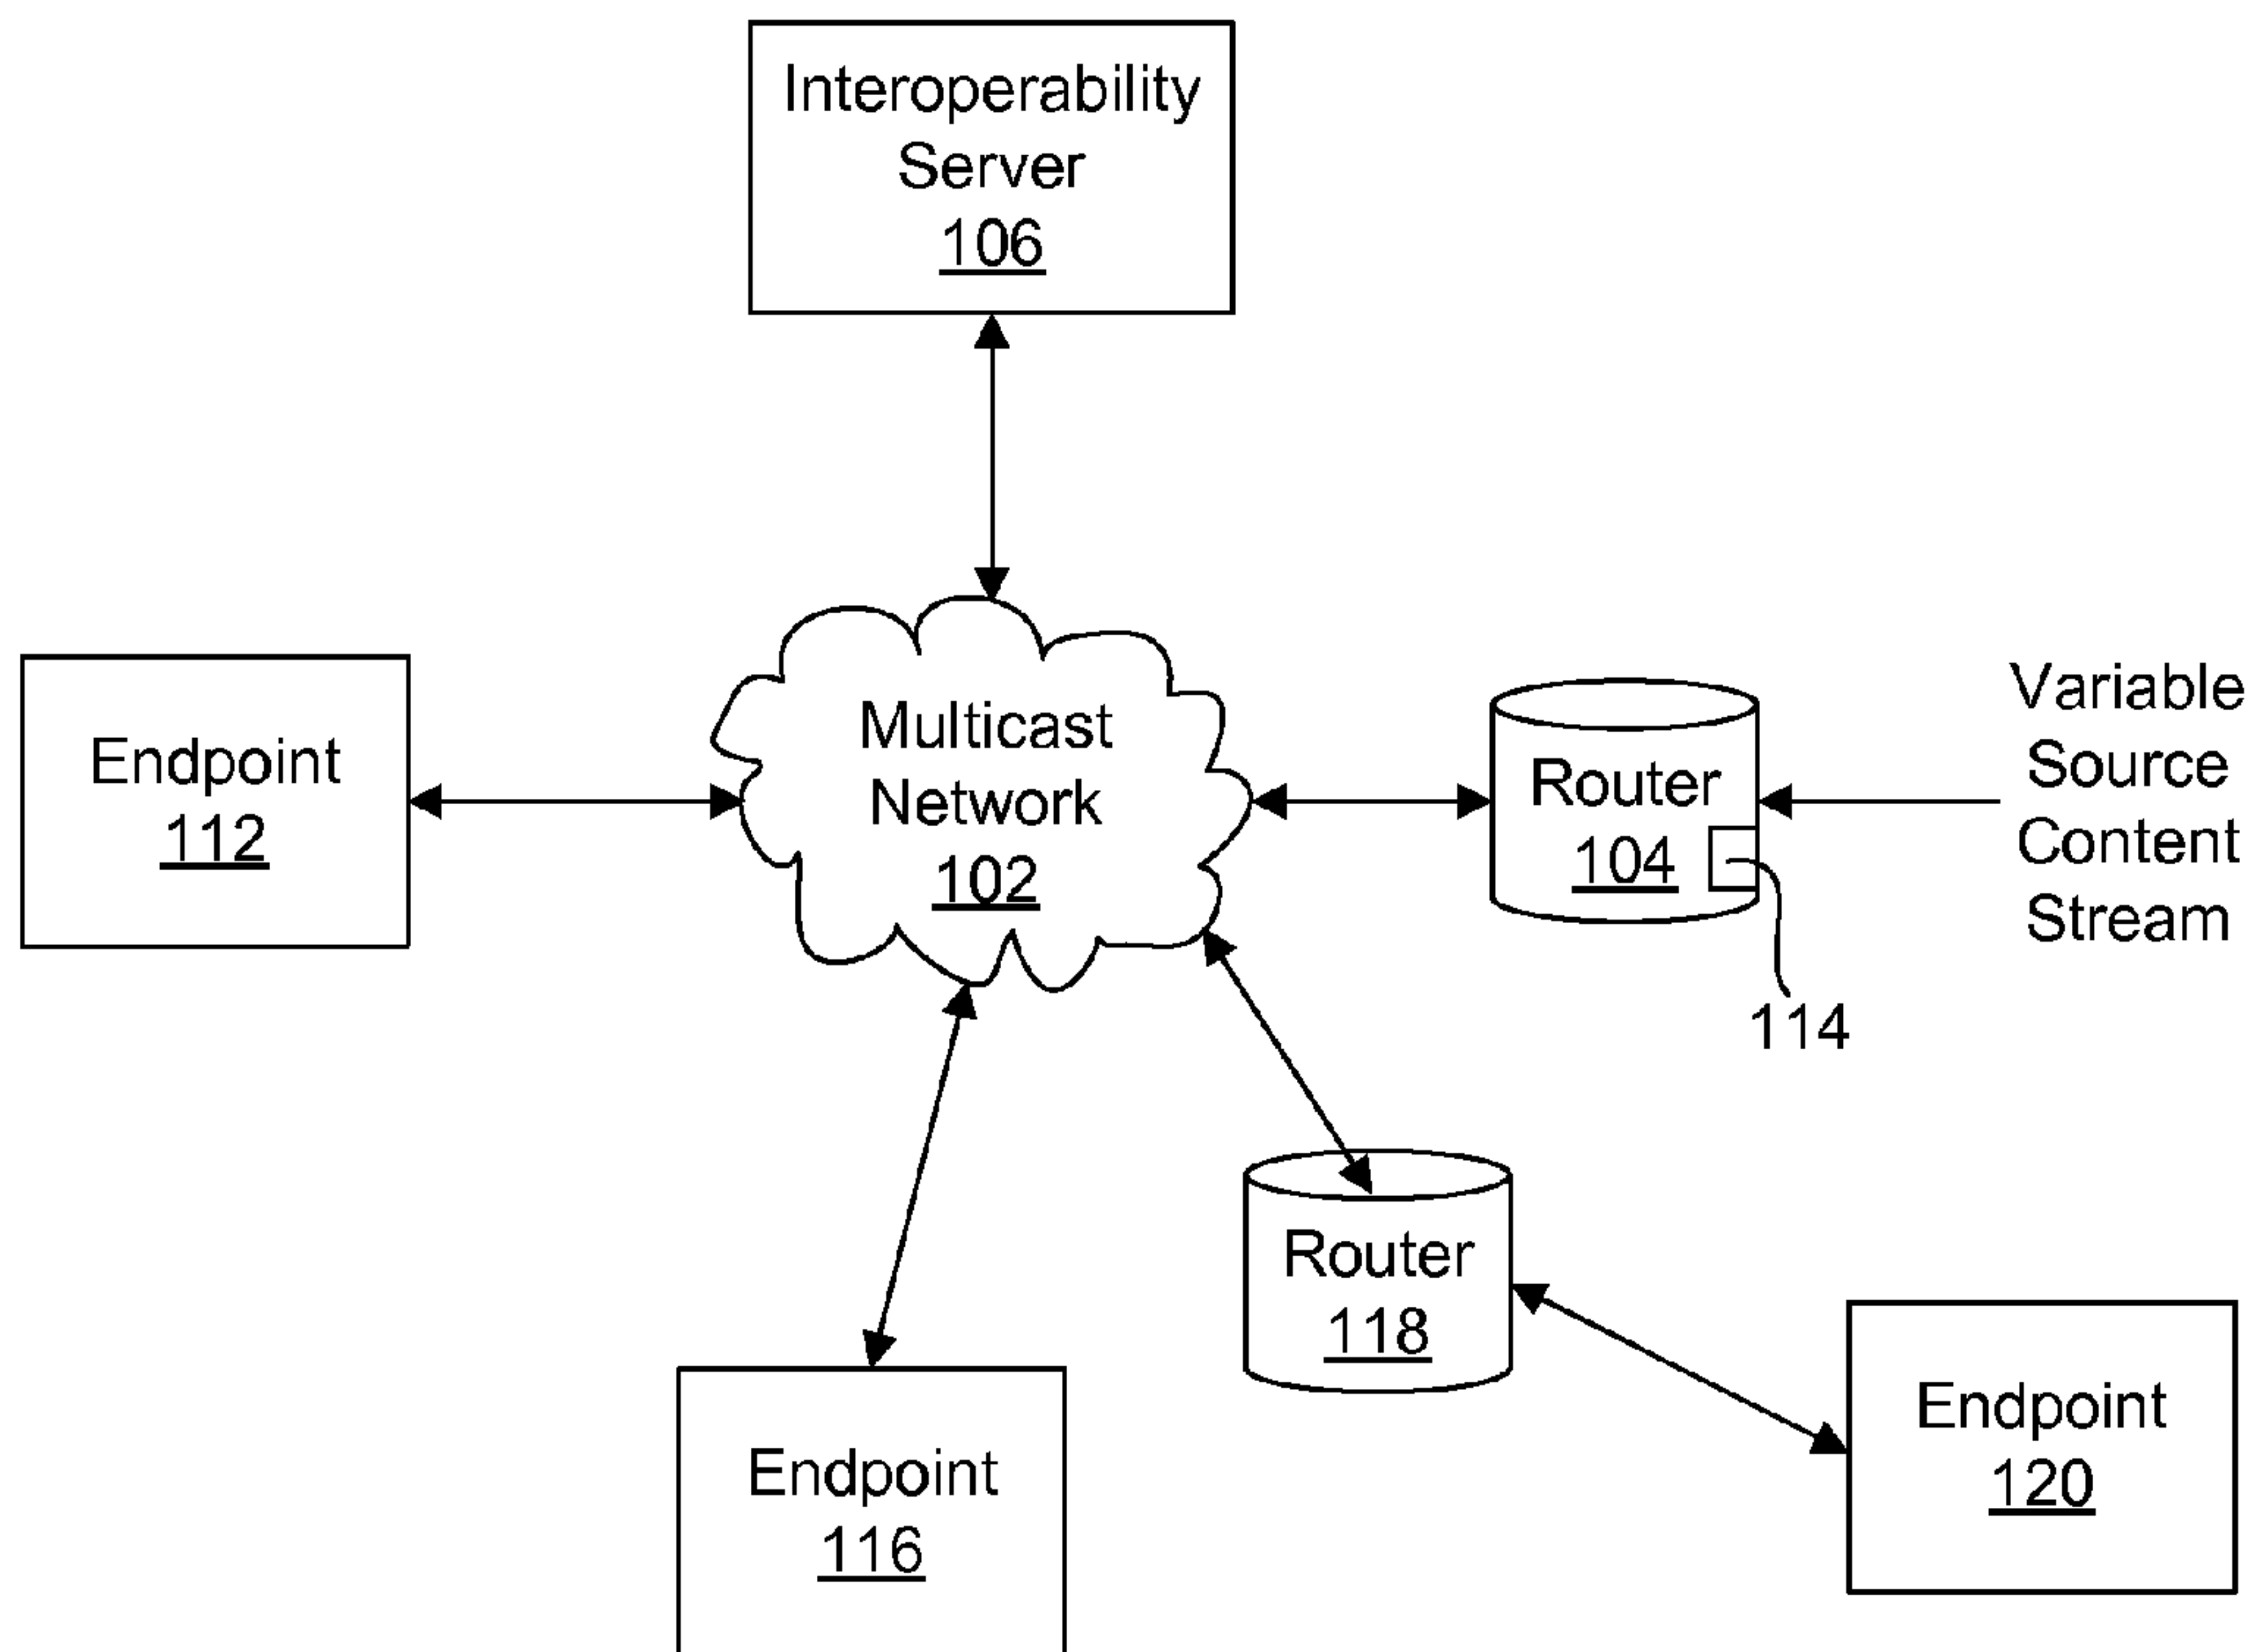 Interoperability
Server
106
Endpoint
112
Multicast
Network
102
Router
104
114
Variable
Source
Content
Stream
Router
118
Endpoint
116
Endpoint
120